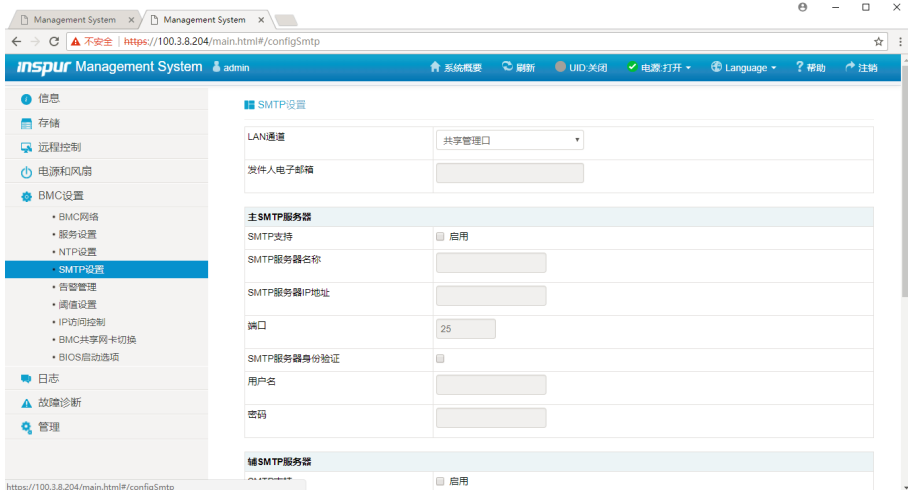 Management System
Management System
不安全 | https://100.3.8.204/main.html#/configSmtp
inspur Management System admin 系统概要 刷新 UID:关闭 电源:打开 Language 帮助 注销
信息
存储
远程控制
电源和风扇
BMC设置
• BMC网络
• 服务设置
• NTP设置
• SMTP设置
• 告警管理
• 阈值设置
• IP访问控制
• BMC共享网卡切换
• BIOS启动选项
日志
故障诊断
管理
SMTP设置
LAN通道 共享管理口
发件人电子邮箱
主SMTP服务器
SMTP支持 启用
SMTP服务器名称
SMTP服务器IP地址
端口 25
SMTP服务器身份验证
用户名
密码
辅SMTP服务器
SMTP支持 启用
https://100.3.8.204/main.html#/configSmtp